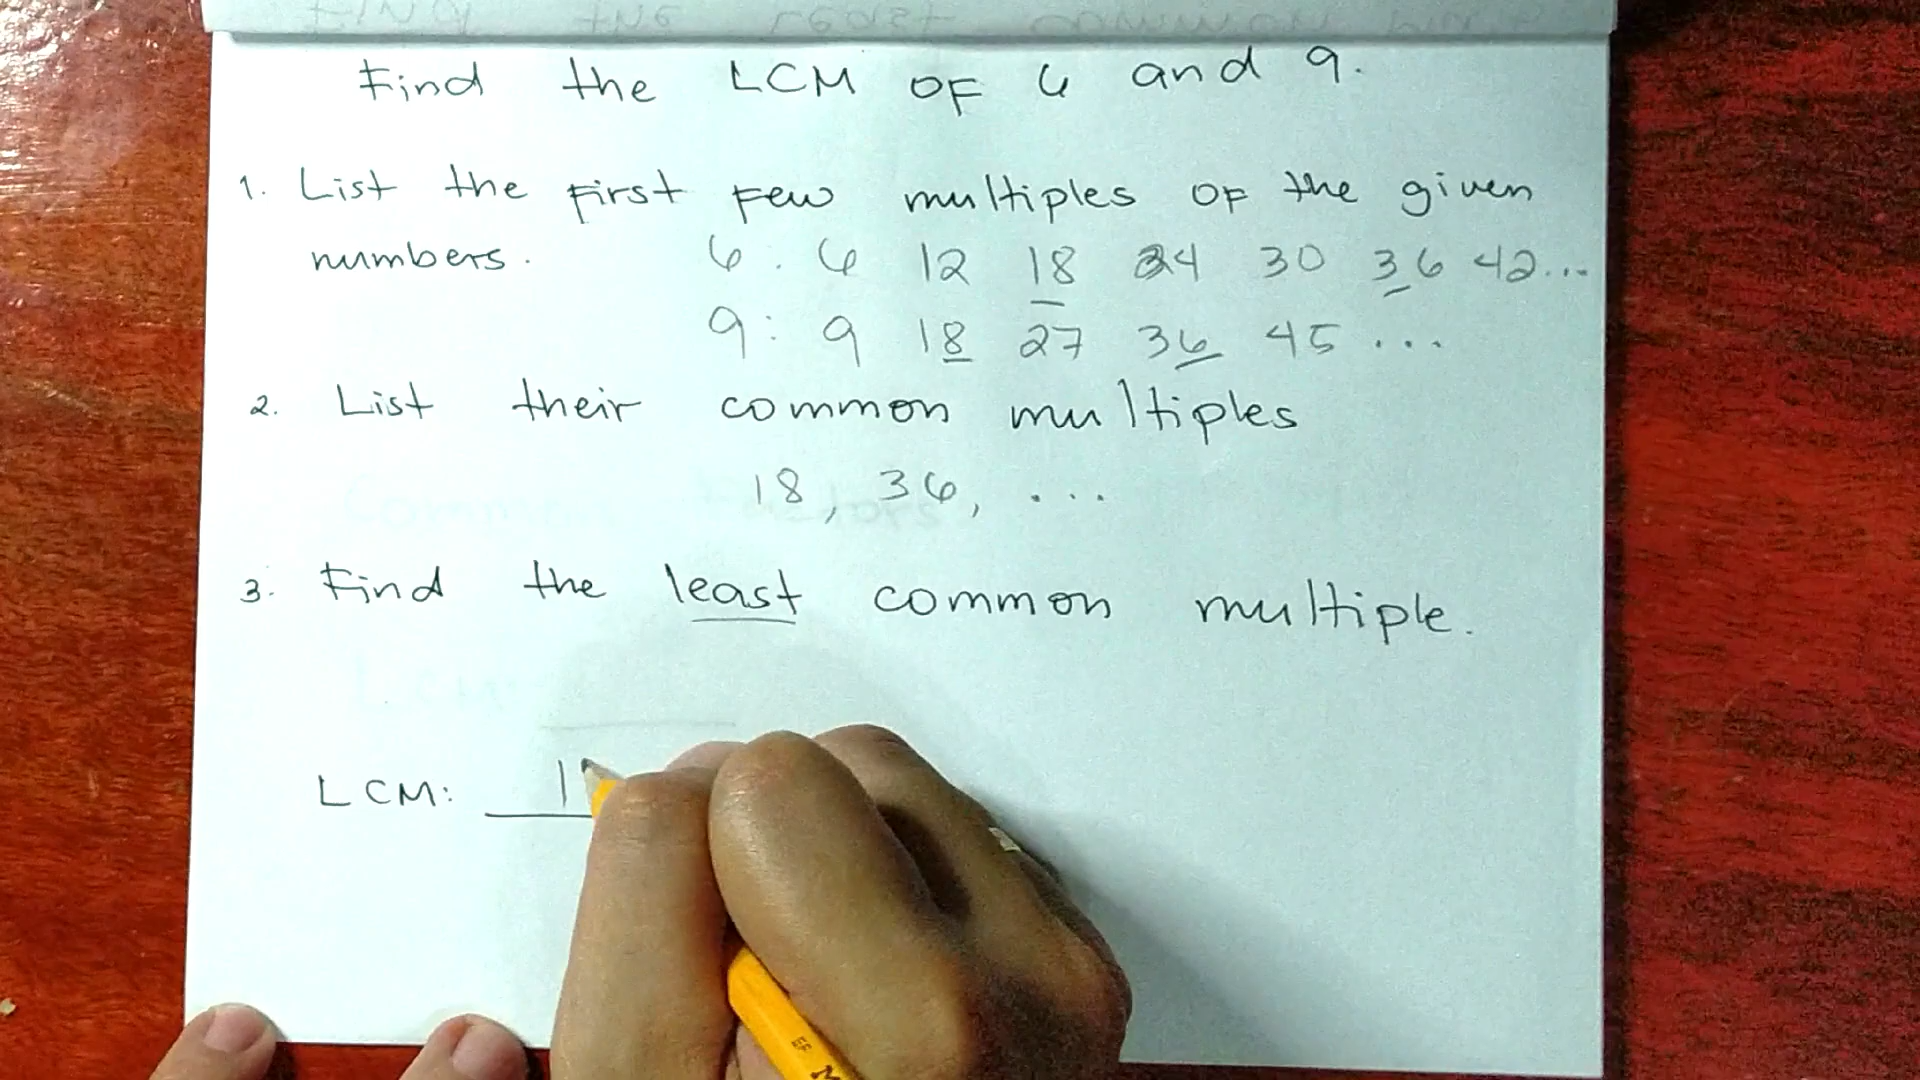 Find the LCM OF 6 and 9.
1. List the First Few multiples OF the given
numbers. 6: 6 12 18 24 30 36 42...
9: 9 18 27 36 45 ...
2. List their common multiples
18, 36, ...
3. Find the least common multiple.
LCM: 1
EF M